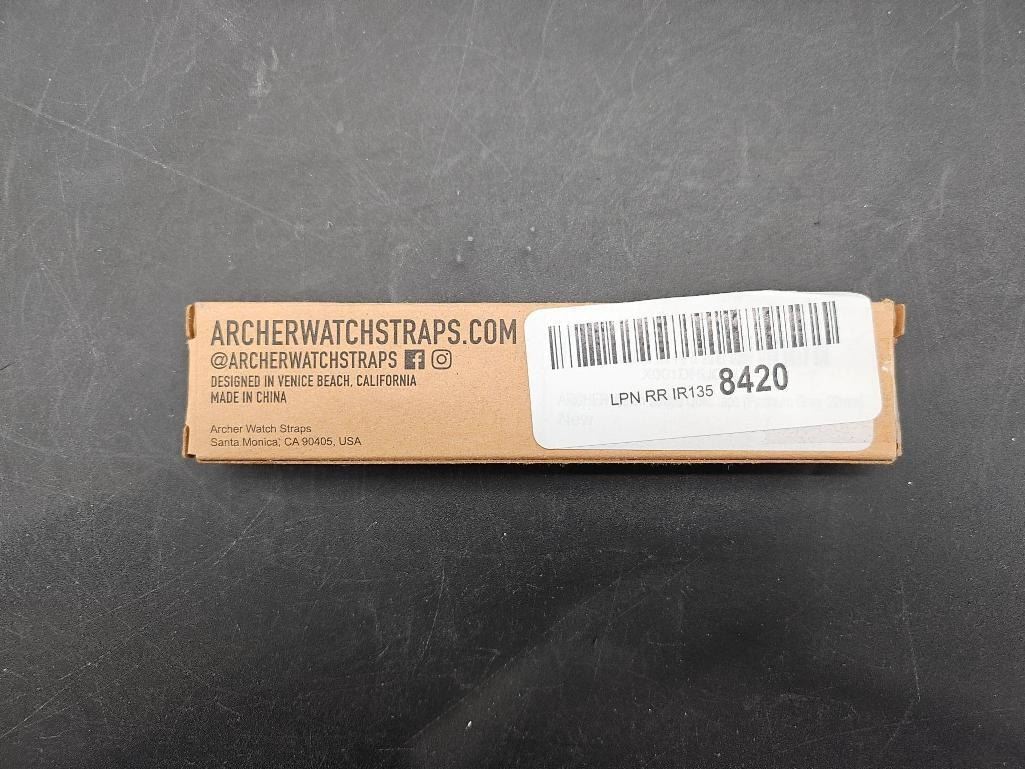 ARCHERWATCHSTRAPS.COM
@ARCHERWATCHSTRAPS
DESIGNED IN VENICE BEACH, CALIFORNIA
MADE IN CHINA
Archer Watch Straps
Santa Monica, CA 90405, USA
LPN RR IR135 8420
New